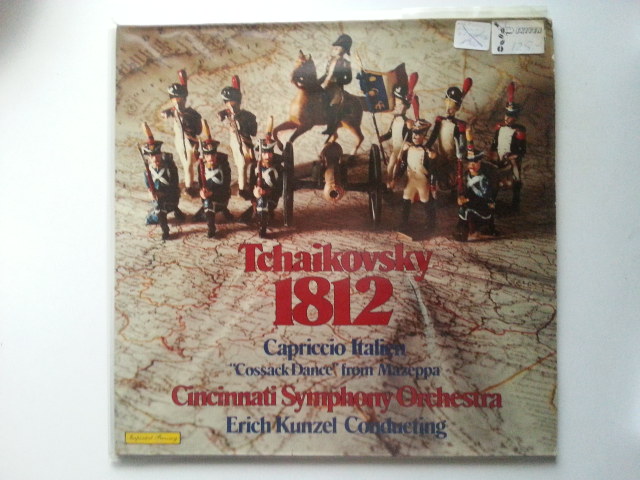 Tchaikovsky
1812
Capriccio Italien
"Cossack Dance" from Mazeppa
Cincinnati Symphony Orchestra
Erich Kunzel Conducting